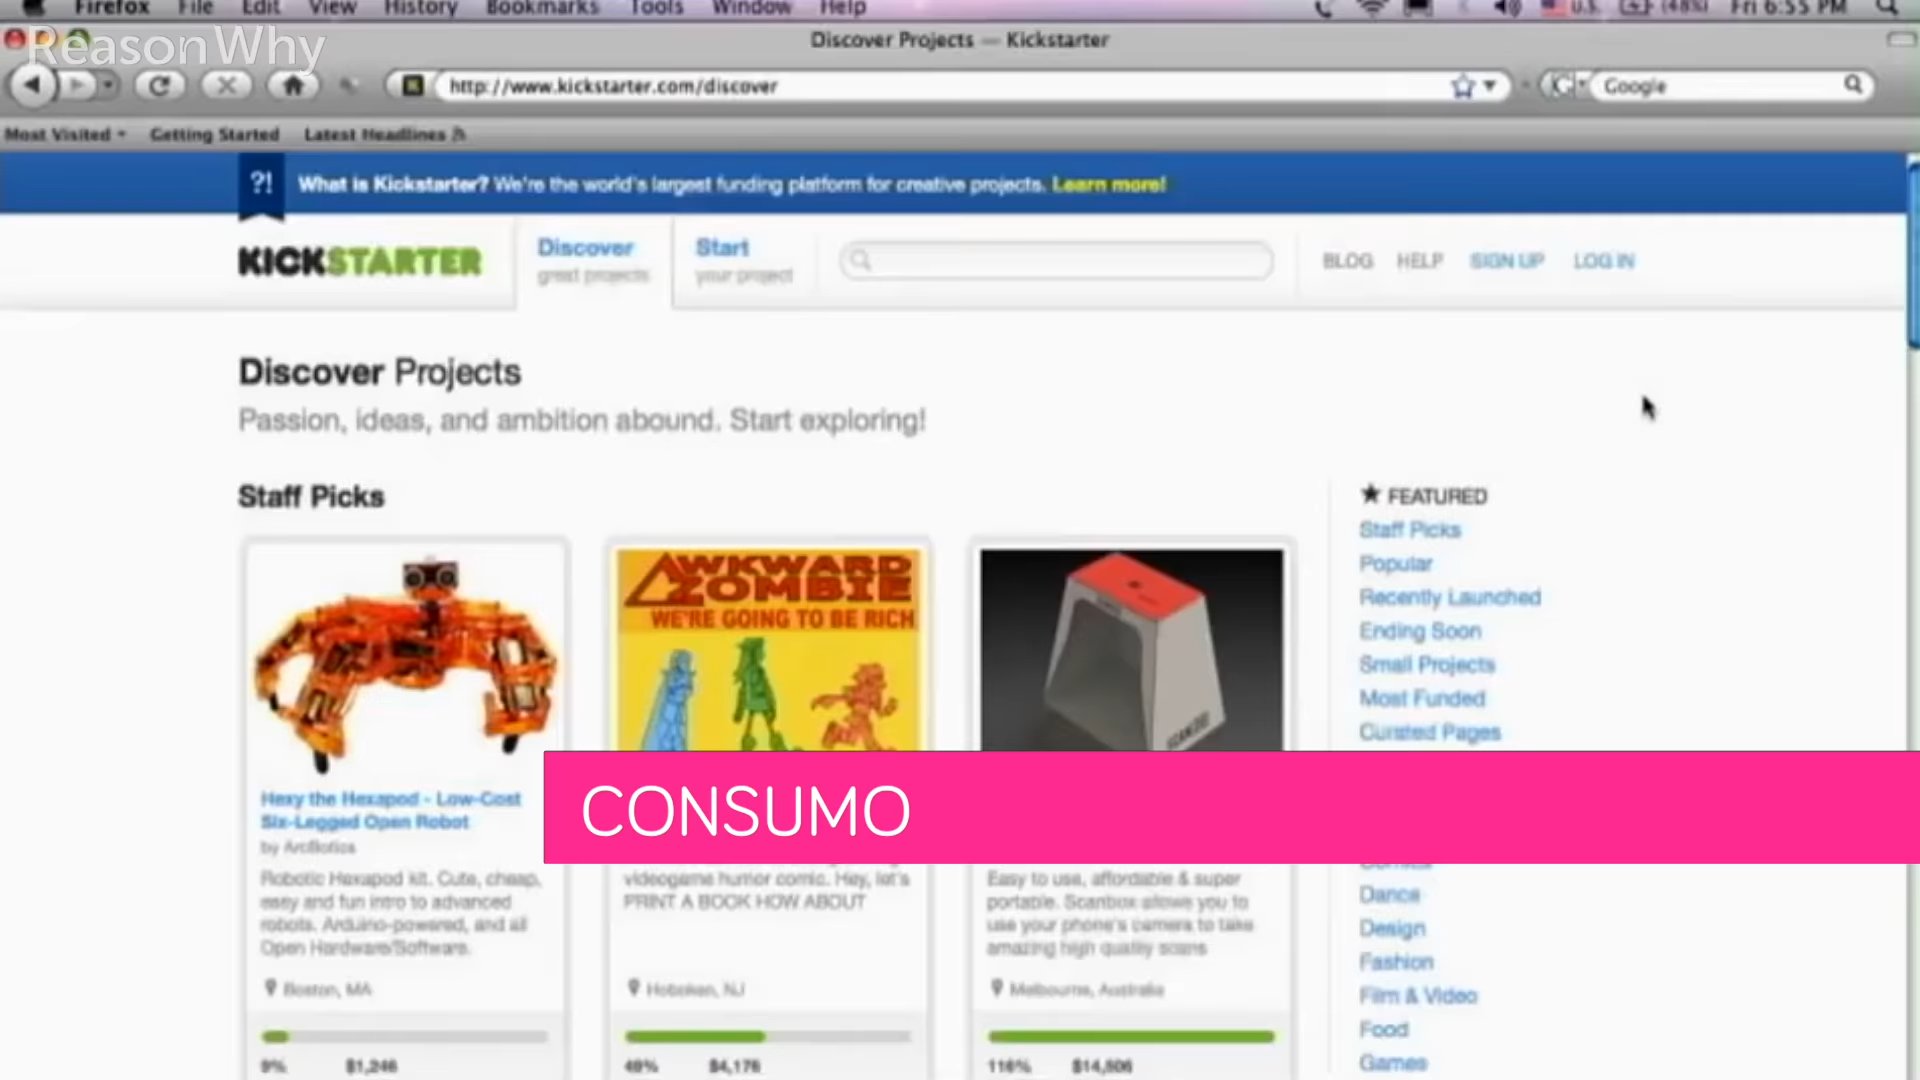 Firefox File Edit View History Bookmarks Tools Window Help U.S. (48%) Fri 6:55 PM
ReasonWhy
Discover Projects — Kickstarter
http://www.kickstarter.com/discover
Google
Most Visited Getting Started Latest Headlines
?! What is Kickstarter? We're the world's largest funding platform for creative projects. Learn more!
KICKSTARTER
Discover
great projects
Start
your project
BLOG HELP SIGN UP LOG IN
Discover Projects
Passion, ideas, and ambition abound. Start exploring!
Staff Picks
AWKWARD
ZOMBIE
WE'RE GOING TO BE RICH
SCANBOX
Hexy the Hexapod - Low-Cost
Six-Legged Open Robot
by ArcBotics
Robotic Hexapod kit. Cute, cheap,
easy and fun intro to advanced
robots. Arduino-powered, and all
Open Hardware/Software.
Boston, MA
9% $1,246
videogame humor comic. Hey, let's
PRINT A BOOK HOW ABOUT
Hoboken, NJ
48% $4,176
Easy to use, affordable & super
portable. Scanbox allows you to
use your phone's camera to take
amazing high quality scans
Melbourne, Australia
116% $14,506
★ FEATURED
Staff Picks
Popular
Recently Launched
Ending Soon
Small Projects
Most Funded
Curated Pages
CONSUMO
Comics
Dance
Design
Fashion
Film & Video
Food
Games